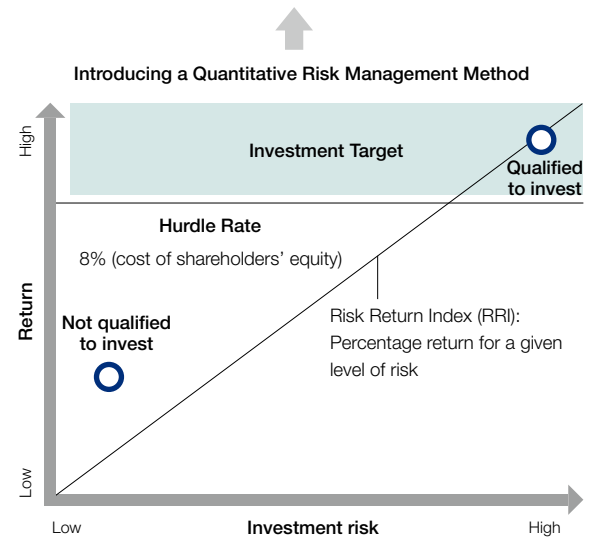 Introducing a Quantitative Risk Management Method
High
Investment Target
Qualified
to invest
Hurdle Rate
8% (cost of shareholders’ equity)
Return
Not qualified
to invest
Risk Return Index (RRI):
Percentage return for a given
level of risk
Low
Low
Investment risk
High